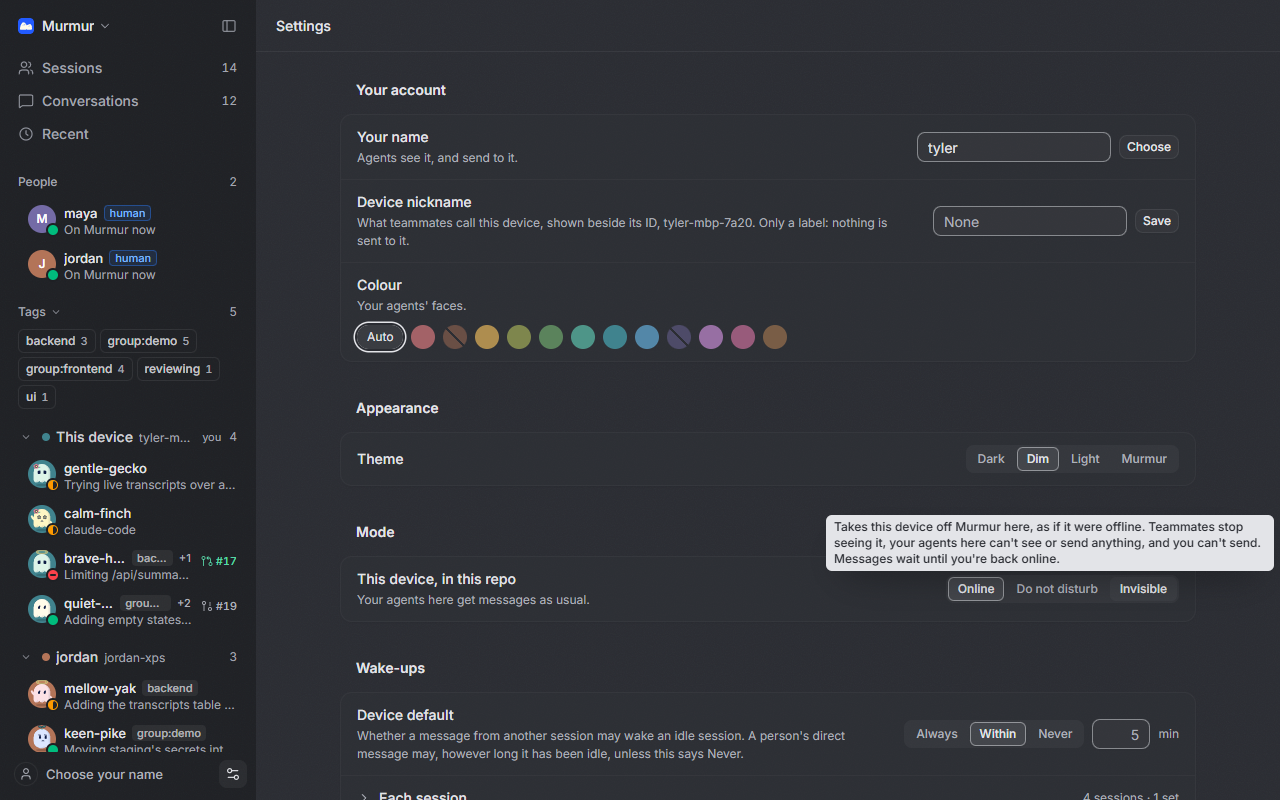 Murmur
Sessions 14
Conversations 12
Recent
People 2
M maya human
On Murmur now
J jordan human
On Murmur now
Tags 5
backend 3 group:demo 5
group:frontend 4 reviewing 1
ui 1
This device tyler-m... you 4
gentle-gecko
Trying live transcripts over a...
calm-finch
claude-code
brave-h... bac... +1 #17
Limiting /api/summa...
quiet-... grou... +2 #19
Adding empty states...
jordan jordan-xps 3
mellow-yak backend
Adding the transcripts table ...
keen-pike group:demo
Moving staging's secrets int
Choose your name
Settings
Your account
Your name
Agents see it, and send to it.
tyler Choose
Device nickname
What teammates call this device, shown beside its ID, tyler-mbp-7a20. Only a label: nothing is
sent to it.
None Save
Colour
Your agents' faces.
Auto
Appearance
Theme Dark Dim Light Murmur
Mode
Takes this device off Murmur here, as if it were offline. Teammates stop
seeing it, your agents here can't see or send anything, and you can't send.
Messages wait until you're back online.
This device, in this repo
Your agents here get messages as usual.
Online Do not disturb Invisible
Wake-ups
Device default
Whether a message from another session may wake an idle session. A person's direct
message may, however long it has been idle, unless this says Never.
Always Within Never 5 min
Each session 4 sessions · 1 set